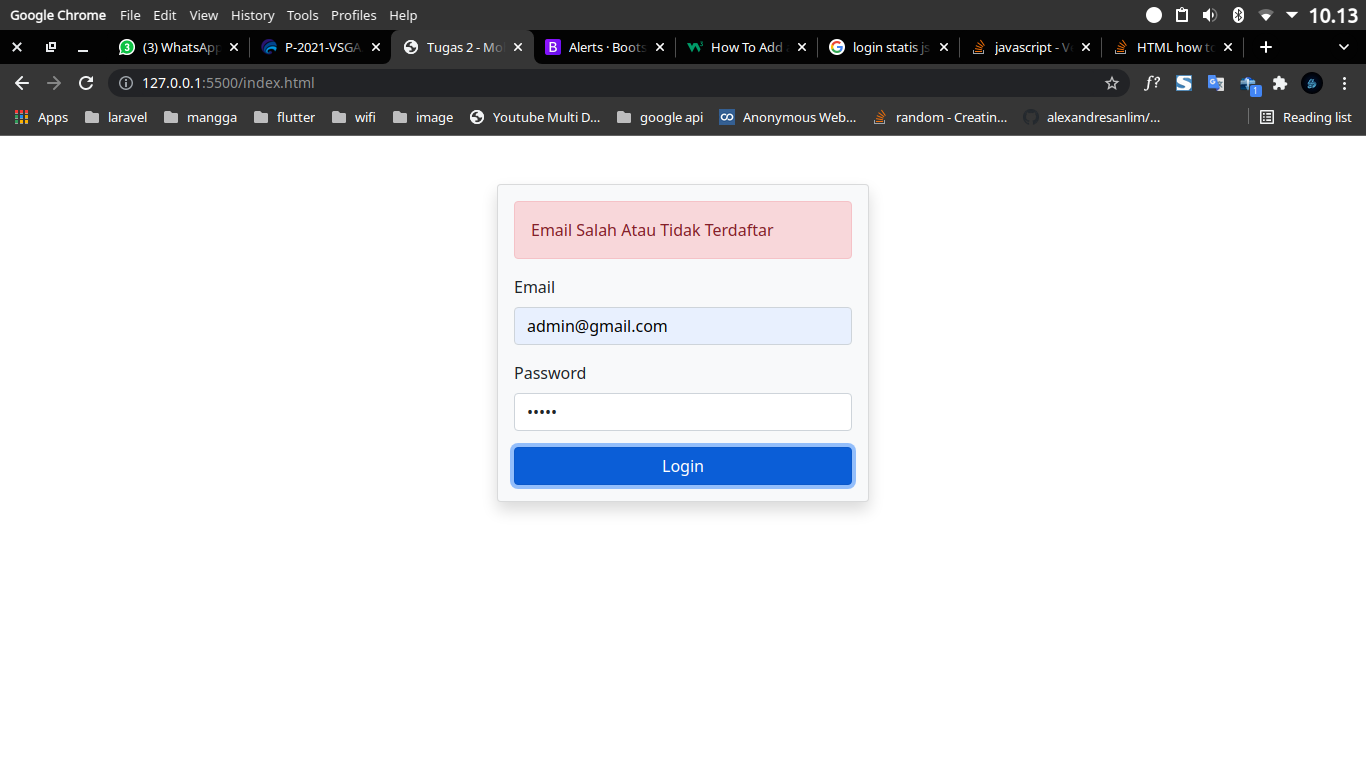 Google Chrome File Edit View History Tools Profiles Help 10.13
(3) WhatsApp P-2021-VSGA Tugas 2 - Mo Alerts · Boots How To Add login statis js javascript - V HTML how to
127.0.0.1:5500/index.html f? S 1
Apps laravel mangga flutter wifi image Youtube Multi D... google api Anonymous Web... random - Creatin... alexandresanlim/... Reading list
Email Salah Atau Tidak Terdaftar
Email
admin@gmail.com
Password
•••••
Login